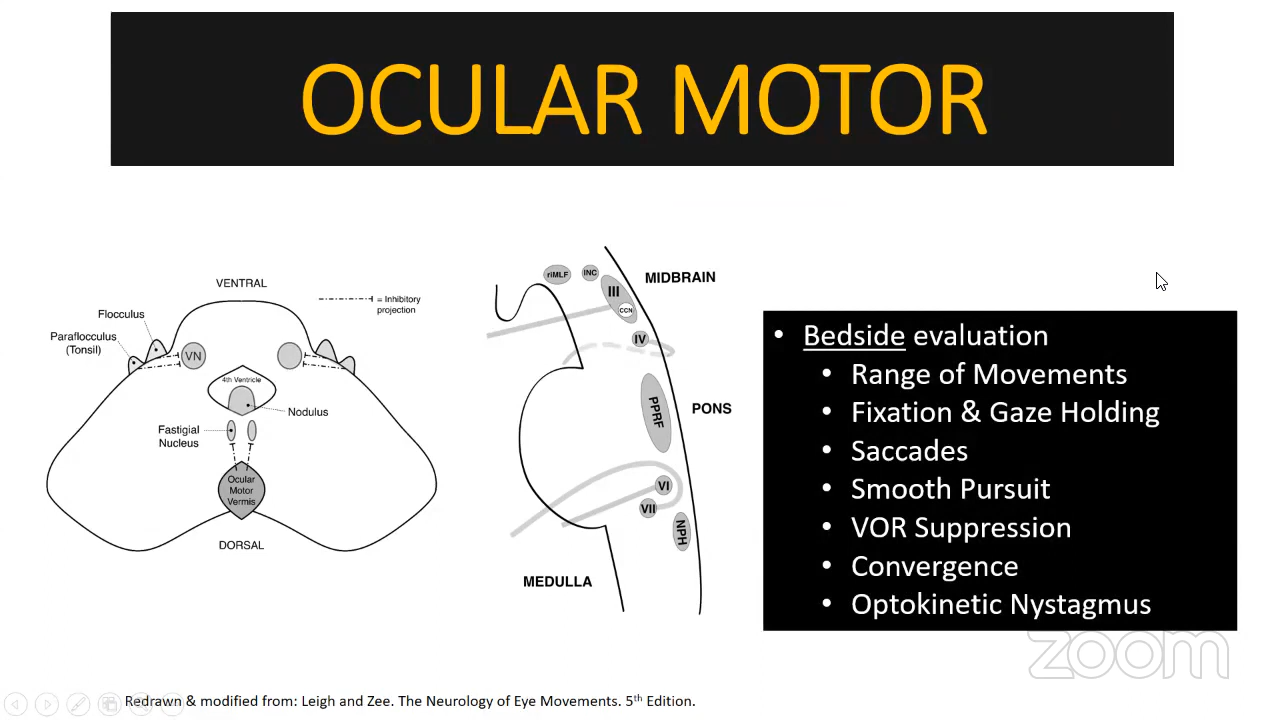 OCULAR MOTOR
VENTRAL
= Inhibitory
projection
Flocculus
Paraflocculus
(Tonsil)
VN
4th Ventricle
Nodulus
Fastigial
Nucleus
Ocular
Motor
Vermis
DORSAL
riMLF
INC
MIDBRAIN
III
CCN
IV
PPRF
PONS
VI
VII
NPH
MEDULLA
• Bedside evaluation
• Range of Movements
• Fixation & Gaze Holding
• Saccades
• Smooth Pursuit
• VOR Suppression
• Convergence
• Optokinetic Nystagmus
zoom
Redrawn & modified from: Leigh and Zee. The Neurology of Eye Movements. 5th Edition.